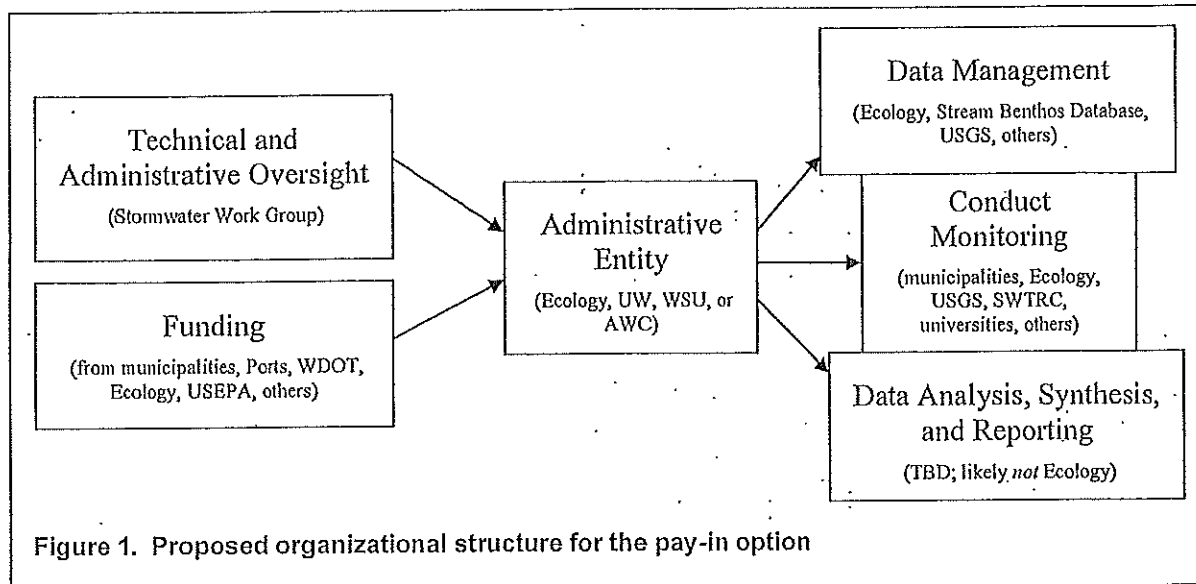 Technical and
Administrative Oversight
(Stormwater Work Group)
Funding
(from municipalities, Ports, WDOT,
Ecology, USEPA, others)
Administrative
Entity
(Ecology, UW, WSU, or
AWC)
Data Management
(Ecology, Stream Benthos Database,
USGS, others)
Conduct
Monitoring
(municipalities, Ecology,
USGS, SWTRC,
universities, others)
Data Analysis, Synthesis,
and Reporting
(TBD; likely not Ecology)
Figure 1. Proposed organizational structure for the pay-in option